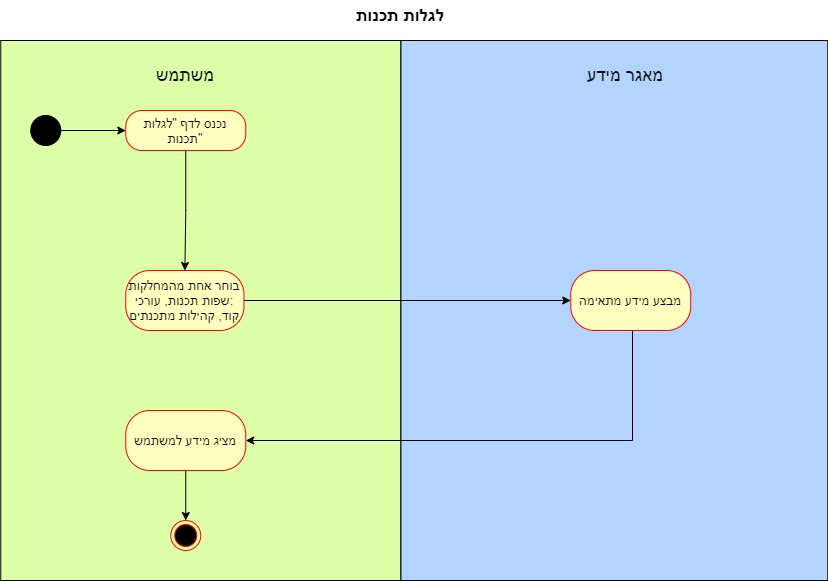 לגלות תכנות
משתמש
מאגר מידע
נכנס לדף "לגלות
תכנות"
בוחר אחת מהמחלקות
:שפות תכנות, עורכי
קוד, קהילות מתכנתים
מבצע מידע מתאימה
מציג מידע למשתמש